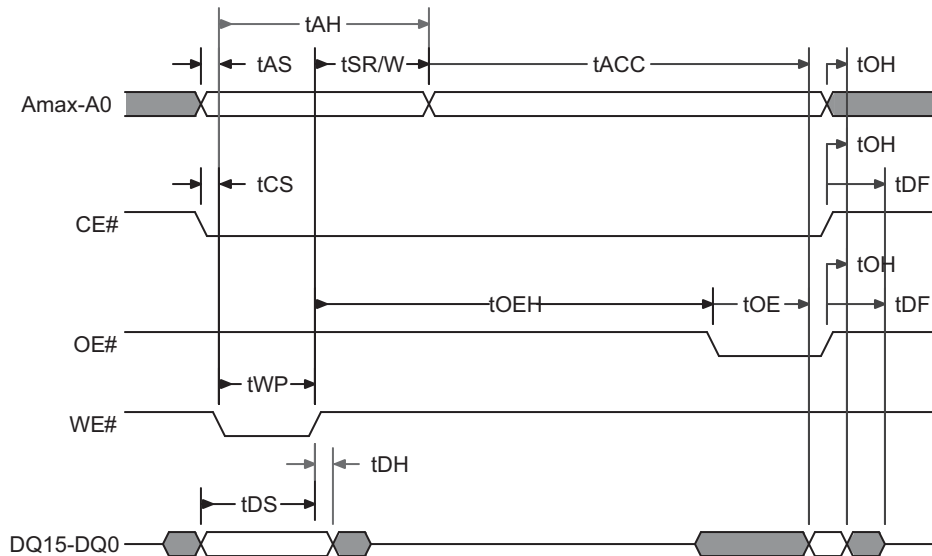 tAH
tAS tSR/W tACC tOH
Amax-A0
tOH
tCS tDF
CE#
tOH
tOEH tOE tDF
OE#
tWP
WE#
tDH
tDS
DQ15-DQ0